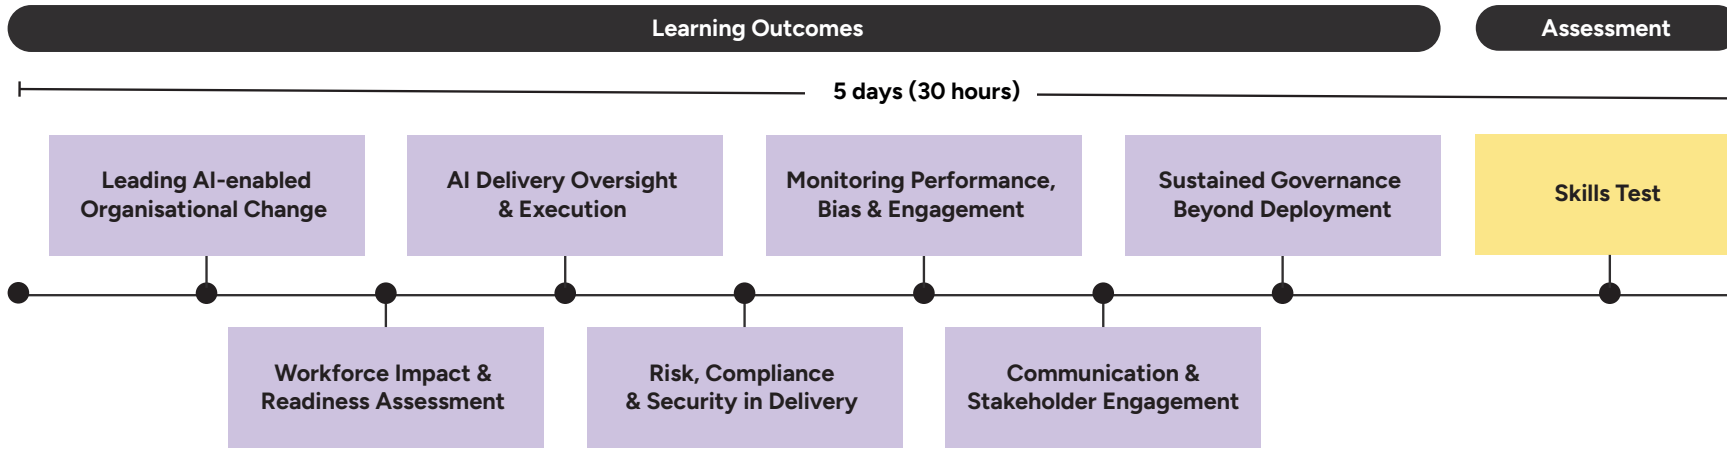 Learning Outcomes
Assessment
5 days (30 hours)
Leading AI-enabled
Organisational Change
AI Delivery Oversight
& Execution
Monitoring Performance,
Bias & Engagement
Sustained Governance
Beyond Deployment
Skills Test
Workforce Impact &
Readiness Assessment
Risk, Compliance
& Security in Delivery
Communication &
Stakeholder Engagement